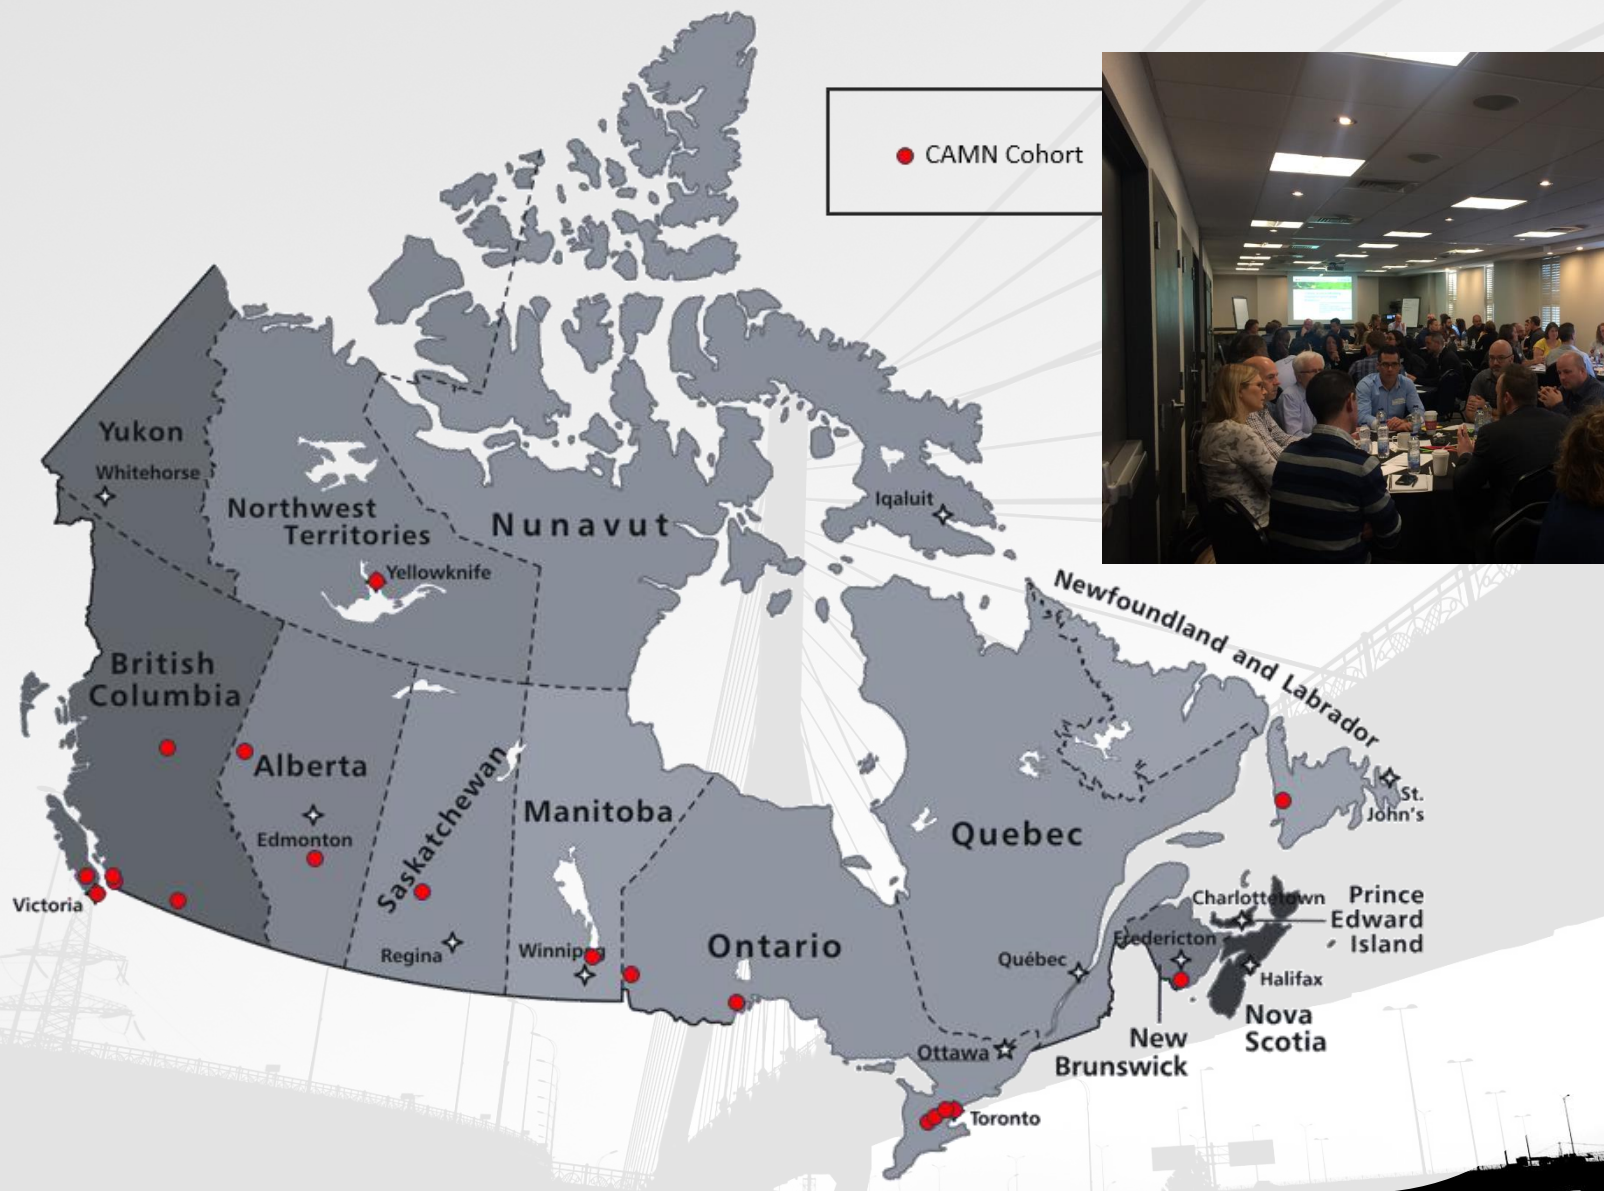 CAMN Cohort
Yukon
Whitehorse
Northwest
Territories
Yellowknife
Nunavut
Iqaluit
Newfoundland and Labrador
British
Columbia
Alberta
Edmonton
Saskatchewan
Regina
Manitoba
Ontario
Quebec
Québec
St.
John's
Victoria
Charlottetown
Prince
Edward
Island
Fredericton
Halifax
Nova
Scotia
New
Brunswick
Ottawa
Toronto